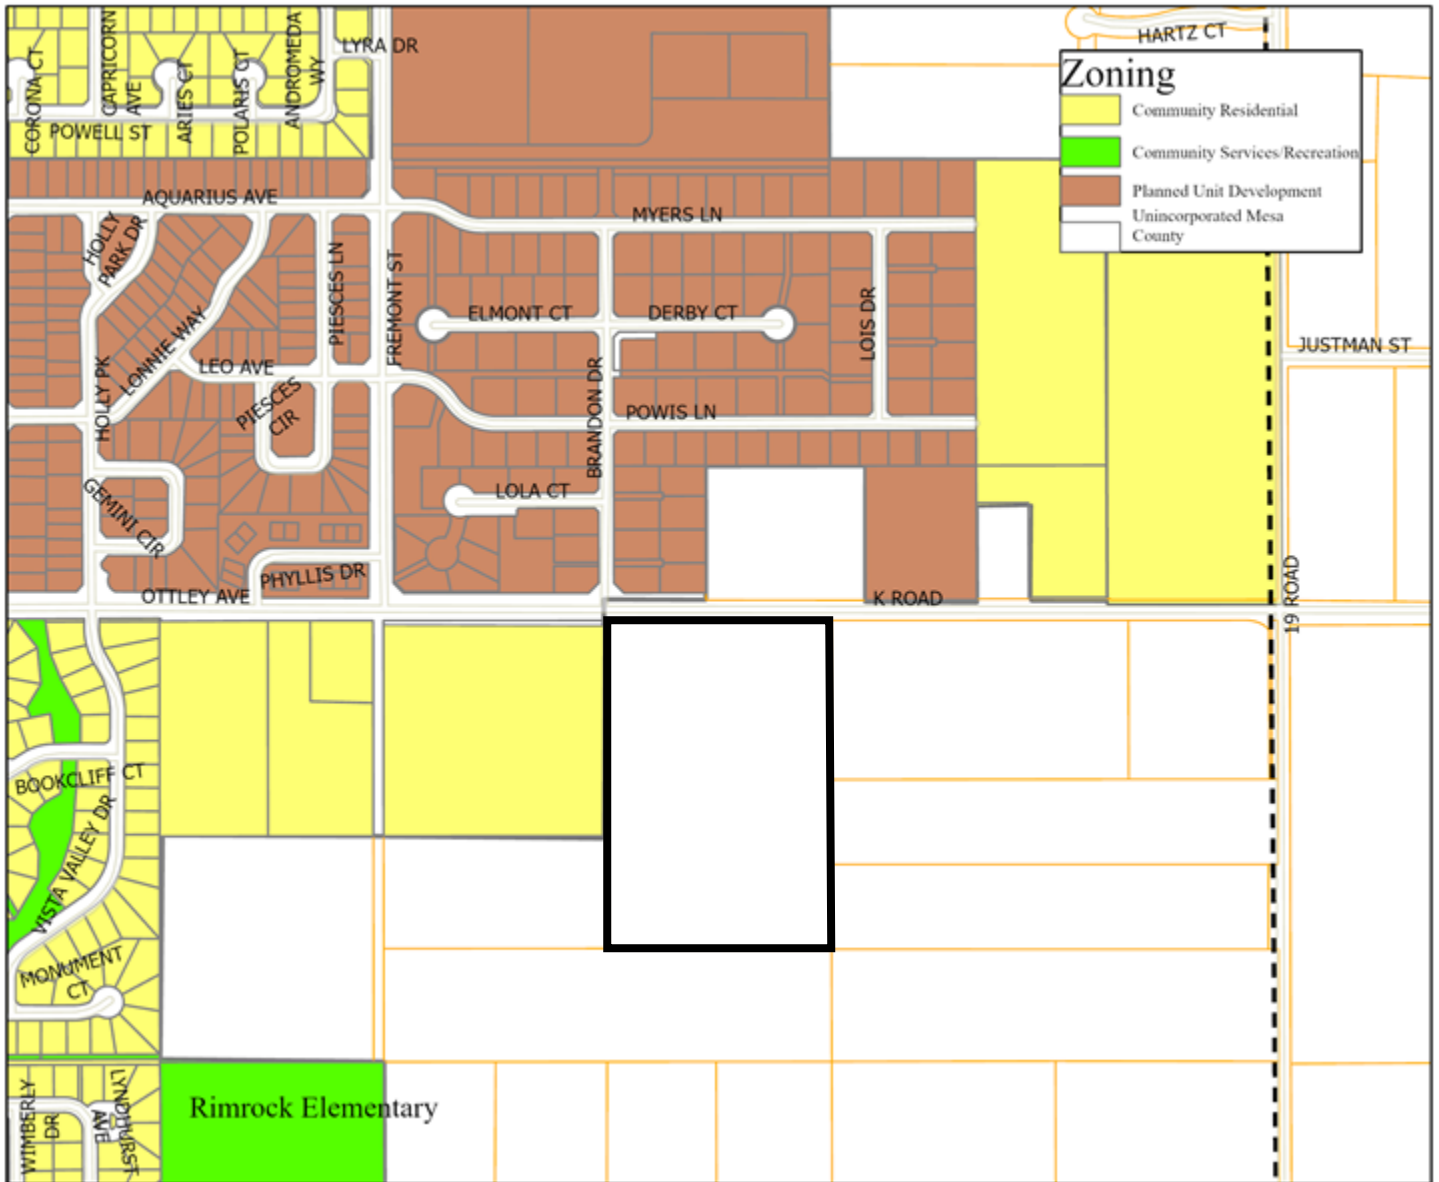 HARTZ CT
Zoning
Community Residential
Community Services/Recreation
Planned Unit Development
Unincorporated Mesa
County
LYRA DR
CORONA CT
CAPRICORN
AVE
ARIES CT
POLARIS CT
ANDROMEDA
WY
POWELL ST
AQUARIUS AVE
MYERS LN
HOLLY
PARK DR
PIESCES LN
FREMONT ST
ELMONT CT
DERBY CT
LOIS DR
JUSTMAN ST
LONNIE WAY
LEO AVE
HOLLY PK
PIESCES
CIR
BRANDON DR
POWIS LN
GEMINI CIR
LOLA CT
PHYLLIS DR
OTTLEY AVE
K ROAD
19 ROAD
BOOKCLIFF CT
VISTA VALLEY DR
MONUMENT
CT
Rimrock Elementary
WIMBERLY
DR
LYNDHURST
AVE